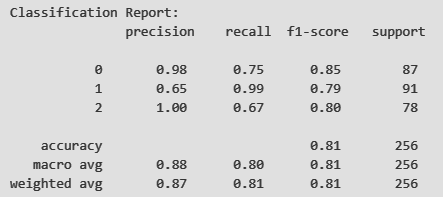 Classification Report:
precision recall f1-score support
0 0.98 0.75 0.85 87
1 0.65 0.99 0.79 91
2 1.00 0.67 0.80 78
accuracy 0.81 256
macro avg 0.88 0.80 0.81 256
weighted avg 0.87 0.81 0.81 256